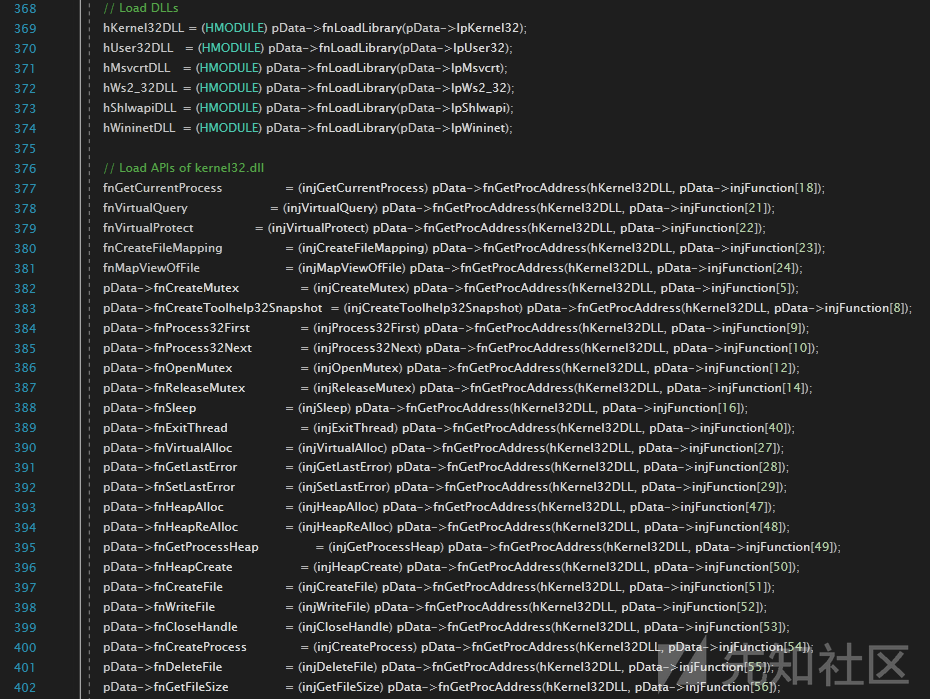 368 // Load DLLs
369 hKernel32DLL = (HMODULE) pData->fnLoadLibrary(pData->lpKernel32);
370 hUser32DLL = (HMODULE) pData->fnLoadLibrary(pData->lpUser32);
371 hMsvcrtDLL = (HMODULE) pData->fnLoadLibrary(pData->lpMsvcrt);
372 hWs2_32DLL = (HMODULE) pData->fnLoadLibrary(pData->lpWs2_32);
373 hShlwapiDLL = (HMODULE) pData->fnLoadLibrary(pData->lpShlwapi);
374 hWininetDLL = (HMODULE) pData->fnLoadLibrary(pData->lpWininet);
375
376 // Load APIs of kernel32.dll
377 fnGetCurrentProcess = (injGetCurrentProcess) pData->fnGetProcAddress(hKernel32DLL, pData->injFunction[18]);
378 fnVirtualQuery = (injVirtualQuery) pData->fnGetProcAddress(hKernel32DLL, pData->injFunction[21]);
379 fnVirtualProtect = (injVirtualProtect) pData->fnGetProcAddress(hKernel32DLL, pData->injFunction[22]);
380 fnCreateFileMapping = (injCreateFileMapping) pData->fnGetProcAddress(hKernel32DLL, pData->injFunction[23]);
381 fnMapViewOfFile = (injMapViewOfFile) pData->fnGetProcAddress(hKernel32DLL, pData->injFunction[24]);
382 pData->fnCreateMutex = (injCreateMutex) pData->fnGetProcAddress(hKernel32DLL, pData->injFunction[5]);
383 pData->fnCreateToolhelp32Snapshot = (injCreateToolhelp32Snapshot) pData->fnGetProcAddress(hKernel32DLL, pData->injFunction[8]);
384 pData->fnProcess32First = (injProcess32First) pData->fnGetProcAddress(hKernel32DLL, pData->injFunction[9]);
385 pData->fnProcess32Next = (injProcess32Next) pData->fnGetProcAddress(hKernel32DLL, pData->injFunction[10]);
386 pData->fnOpenMutex = (injOpenMutex) pData->fnGetProcAddress(hKernel32DLL, pData->injFunction[12]);
387 pData->fnReleaseMutex = (injReleaseMutex) pData->fnGetProcAddress(hKernel32DLL, pData->injFunction[14]);
388 pData->fnSleep = (injSleep) pData->fnGetProcAddress(hKernel32DLL, pData->injFunction[16]);
389 pData->fnExitThread = (injExitThread) pData->fnGetProcAddress(hKernel32DLL, pData->injFunction[40]);
390 pData->fnVirtualAlloc = (injVirtualAlloc) pData->fnGetProcAddress(hKernel32DLL, pData->injFunction[27]);
391 pData->fnGetLastError = (injGetLastError) pData->fnGetProcAddress(hKernel32DLL, pData->injFunction[28]);
392 pData->fnSetLastError = (injSetLastError) pData->fnGetProcAddress(hKernel32DLL, pData->injFunction[29]);
393 pData->fnHeapAlloc = (injHeapAlloc) pData->fnGetProcAddress(hKernel32DLL, pData->injFunction[47]);
394 pData->fnHeapReAlloc = (injHeapReAlloc) pData->fnGetProcAddress(hKernel32DLL, pData->injFunction[48]);
395 pData->fnGetProcessHeap = (injGetProcessHeap) pData->fnGetProcAddress(hKernel32DLL, pData->injFunction[49]);
396 pData->fnHeapCreate = (injHeapCreate) pData->fnGetProcAddress(hKernel32DLL, pData->injFunction[50]);
397 pData->fnCreateFile = (injCreateFile) pData->fnGetProcAddress(hKernel32DLL, pData->injFunction[51]);
398 pData->fnWriteFile = (injWriteFile) pData->fnGetProcAddress(hKernel32DLL, pData->injFunction[52]);
399 pData->fnCloseHandle = (injCloseHandle) pData->fnGetProcAddress(hKernel32DLL, pData->injFunction[53]);
400 pData->fnCreateProcess = (injCreateProcess) pData->fnGetProcAddress(hKernel32DLL, pData->injFunction[54]);
401 pData->fnDeleteFile = (injDeleteFile) pData->fnGetProcAddress(hKernel32DLL, pData->injFunction[55]);
402 pData->fnGetFileSize = (injGetFileSize) pData->fnGetProcAddress(hKernel32DLL, pData->injFunction[56]);
先知社区